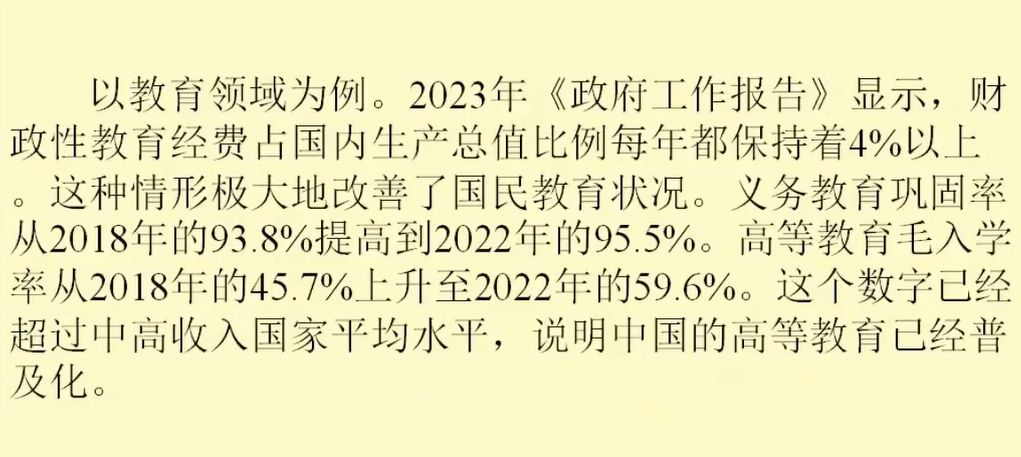 以教育领域为例。2023年《政府工作报告》显示，财
政性教育经费占国内生产总值比例每年都保持着4%以上
。这种情形极大地改善了国民教育状况。义务教育巩固率
从2018年的93.8%提高到2022年的95.5%。高等教育毛入学
率从2018年的45.7%上升至2022年的59.6%。这个数字已经
超过中高收入国家平均水平，说明中国的高等教育已经普
及化。